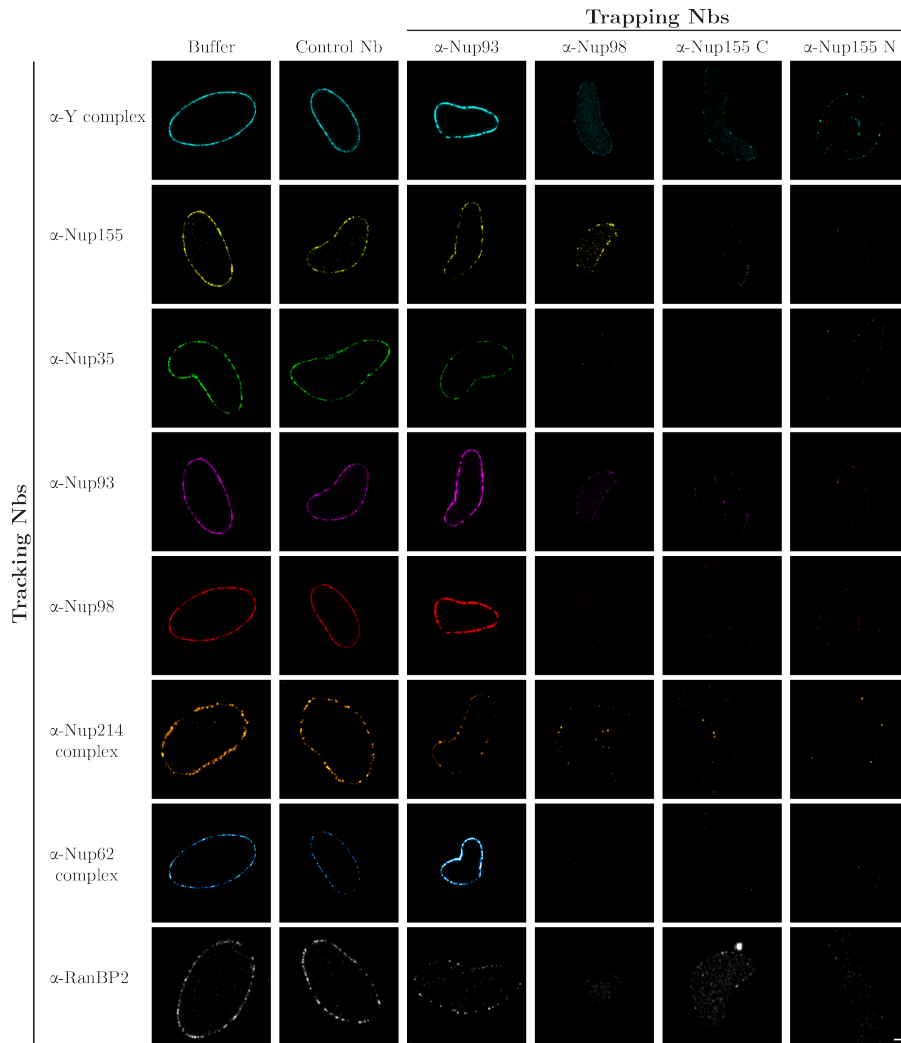 Trapping Nbs
Buffer Control Nb α-Nup93 α-Nup98 α-Nup155 C α-Nup155 N
Tracking Nbs
α-Y complex
α-Nup155
α-Nup35
α-Nup93
α-Nup98
α-Nup214
complex
α-Nup62
complex
α-RanBP2